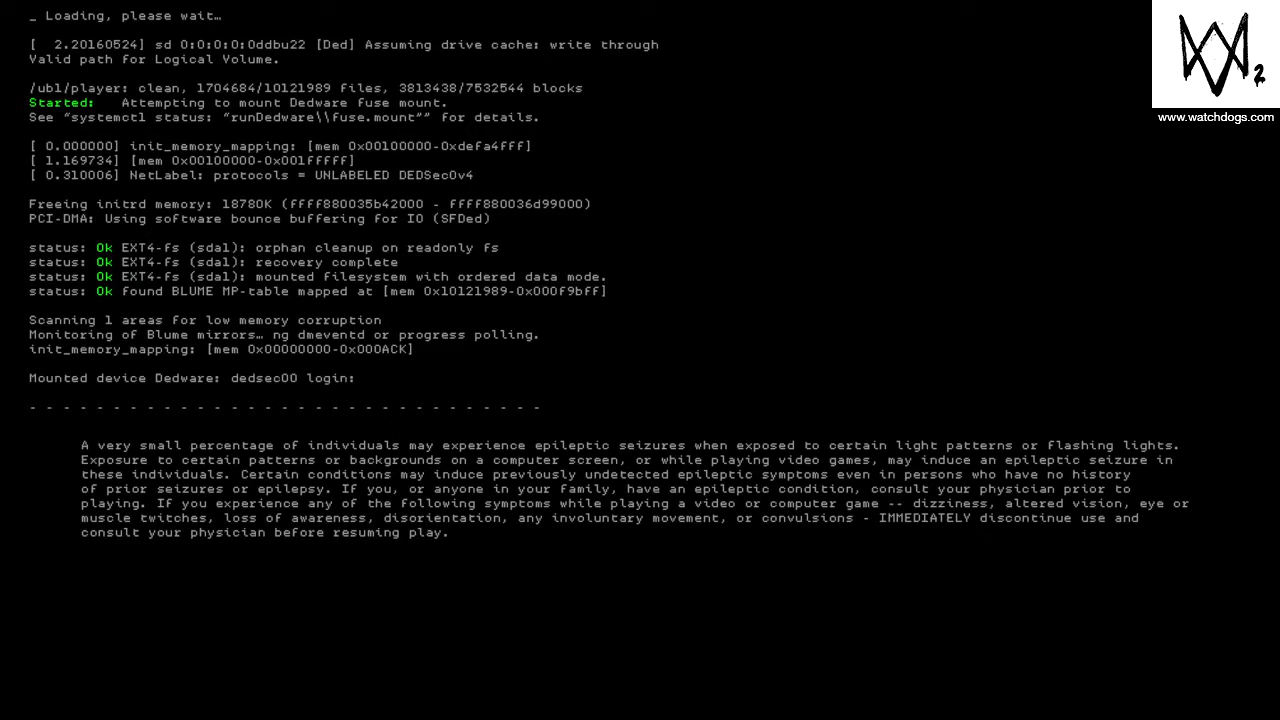 _ Loading, please wait…
[ 2.20160524] sd 0:0:0:0:0ddbu22 [Ded] Assuming drive cache: write through
Valid path for Logical Volume.
/ubl/player: clean, 1704684/10121989 files, 3813438/7532544 blocks
Started: Attempting to mount Dedware fuse mount.
See “systemctl status: “runDedware\\fuse.mount”” for details.
[ 0.000000] init_memory_mapping: [mem 0x00100000-0xdefa4fff]
[ 1.169734] [mem 0x00100000-0x001fffff]
[ 0.310006] NetLabel: protocols = UNLABELED DEDSec0v4
Freeing initrd memory: 18780K (ffff880035b42000 - ffff880036d99000)
PCI-DMA: Using software bounce buffering for IO (SFDed)
status: Ok EXT4-fs (sda1): orphan cleanup on readonly fs
status: Ok EXT4-fs (sda1): recovery complete
status: Ok EXT4-fs (sda1): mounted filesystem with ordered data mode.
status: Ok found BLUME MP-table mapped at [mem 0x10121989-0x000f9bff]
Scanning 1 areas for low memory corruption
Monitoring of Blume mirrors… ng dmeventd or progress polling.
init_memory_mapping: [mem 0x00000000-0x000ACK]
Mounted device Dedware: dedsec00 login:
- - - - - - - - - - - - - - - - - - - - - - - - - - - - - - -
A very small percentage of individuals may experience epileptic seizures when exposed to certain light patterns or flashing lights.
Exposure to certain patterns or backgrounds on a computer screen, or while playing video games, may induce an epileptic seizure in
these individuals. Certain conditions may induce previously undetected epileptic symptoms even in persons who have no history
of prior seizures or epilepsy. If you, or anyone in your family, have an epileptic condition, consult your physician prior to
playing. If you experience any of the following symptoms while playing a video or computer game -- dizziness, altered vision, eye or
muscle twitches, loss of awareness, disorientation, any involuntary movement, or convulsions - IMMEDIATELY discontinue use and
consult your physician before resuming play.
2
www.watchdogs.com